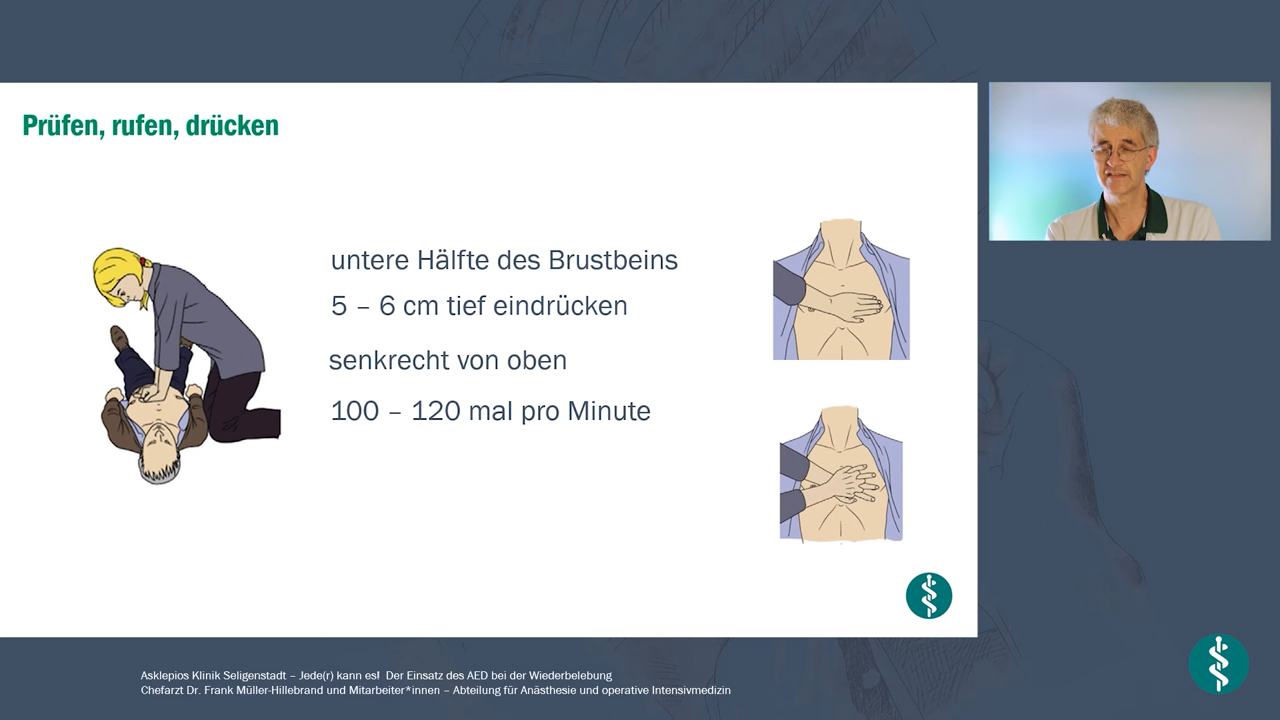 Prüfen, rufen, drücken
untere Hälfte des Brustbeins
5 – 6 cm tief eindrücken
senkrecht von oben
100 – 120 mal pro Minute
Asklepios Klinik Seligenstadt – Jede(r) kann es! Der Einsatz des AED bei der Wiederbelebung
Chefarzt Dr. Frank Müller-Hillebrand und Mitarbeiter*innen – Abteilung für Anästhesie und operative Intensivmedizin